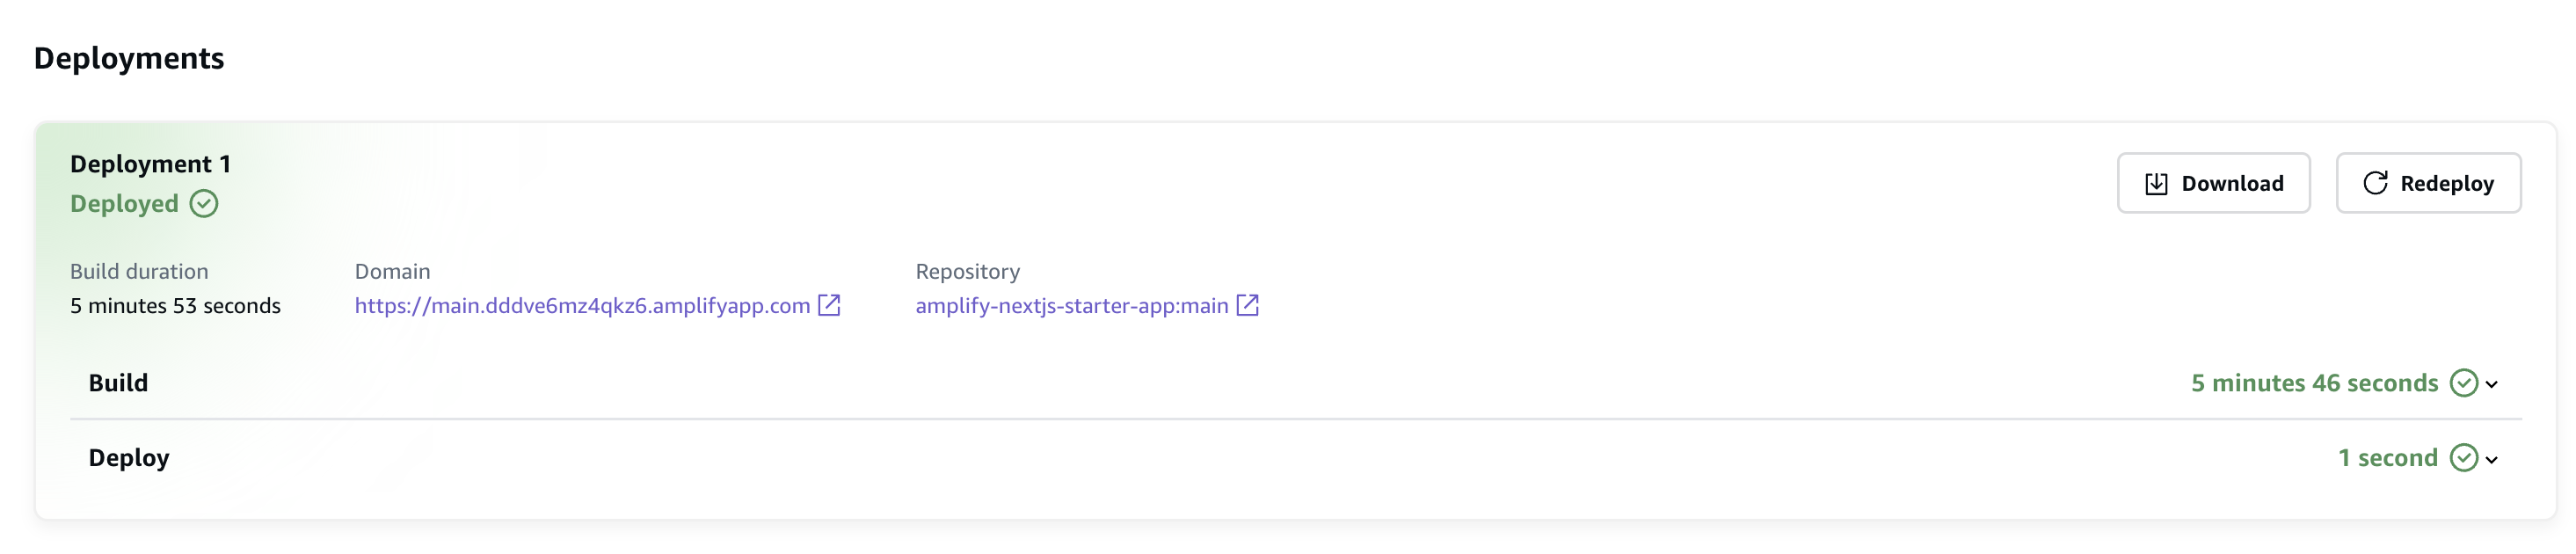 Deployments
Deployment 1
Deployed
Download
Redeploy
Build duration
Domain
Repository
5 minutes 53 seconds
https://main.dddve6mz4qkz6.amplifyapp.com
amplify-nextjs-starter-app:main
Build
5 minutes 46 seconds
Deploy
1 second